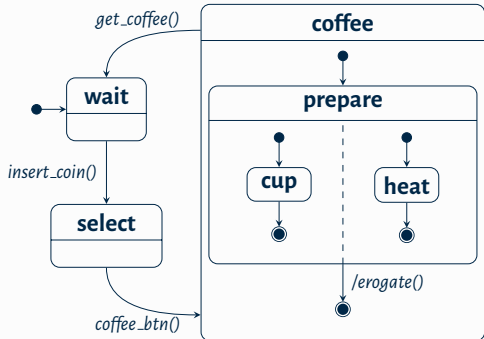 get_coffee()
coffee
wait
prepare
insert_coin()
cup
heat
select
/erogate()
coffee_btn()